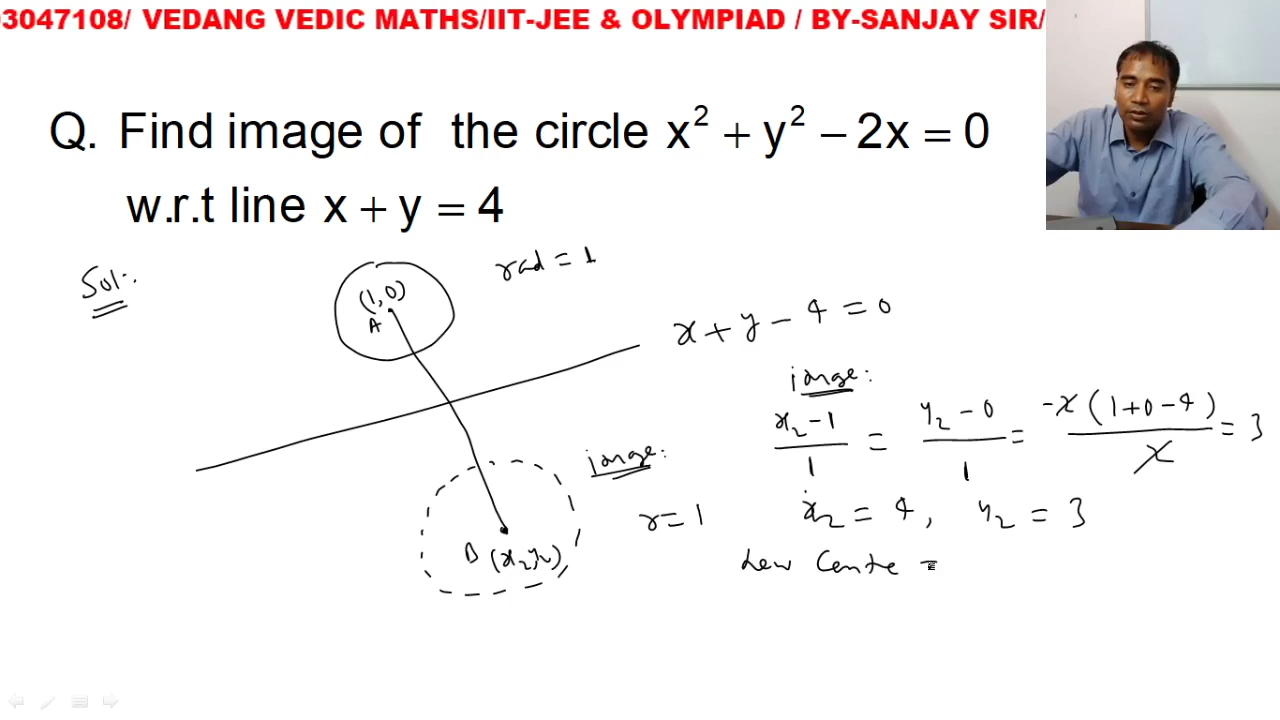 03047108/ VEDANG VEDIC MATHS/IIT-JEE & OLYMPIAD / BY-SANJAY SIR/
Q. Find image of the circle x² + y² − 2x = 0
w.r.t line x + y = 4
Sol:
rad = 1
(1,0)
A
x + y − 4 = 0
image:
(x₂ − 1)/1 = (y₂ − 0)/1 = −2(1+0−4)/2 = 3
image:
r = 1
x₂ = 4, y₂ = 3
B (x₂, y₂)
New Centre =